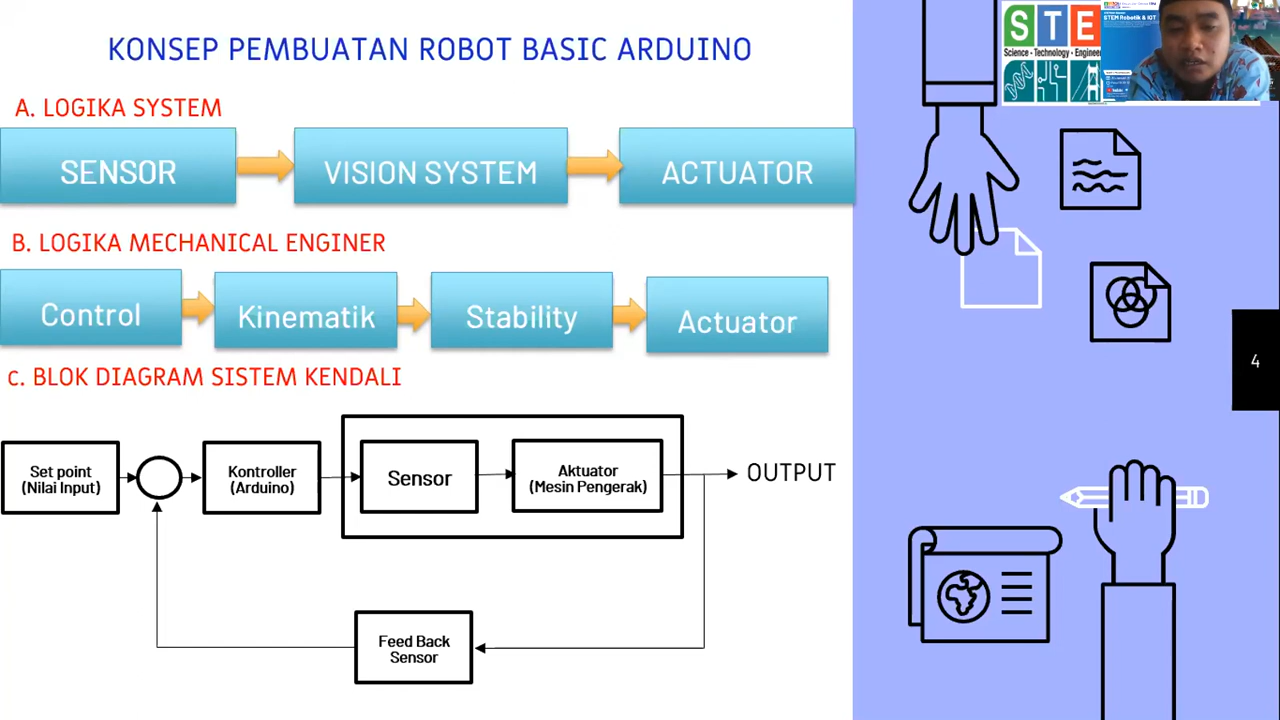 KONSEP PEMBUATAN ROBOT BASIC ARDUINO
STE
Science - Technology - Engineer
STEM Robotik & IOT
A. LOGIKA SYSTEM
SENSOR
VISION SYSTEM
ACTUATOR
B. LOGIKA MECHANICAL ENGINER
Control
Kinematik
Stability
Actuator
4
c. BLOK DIAGRAM SISTEM KENDALI
Set point
(Nilai Input)
Kontroller
(Arduino)
Sensor
Aktuator
(Mesin Pengerak)
OUTPUT
Feed Back
Sensor